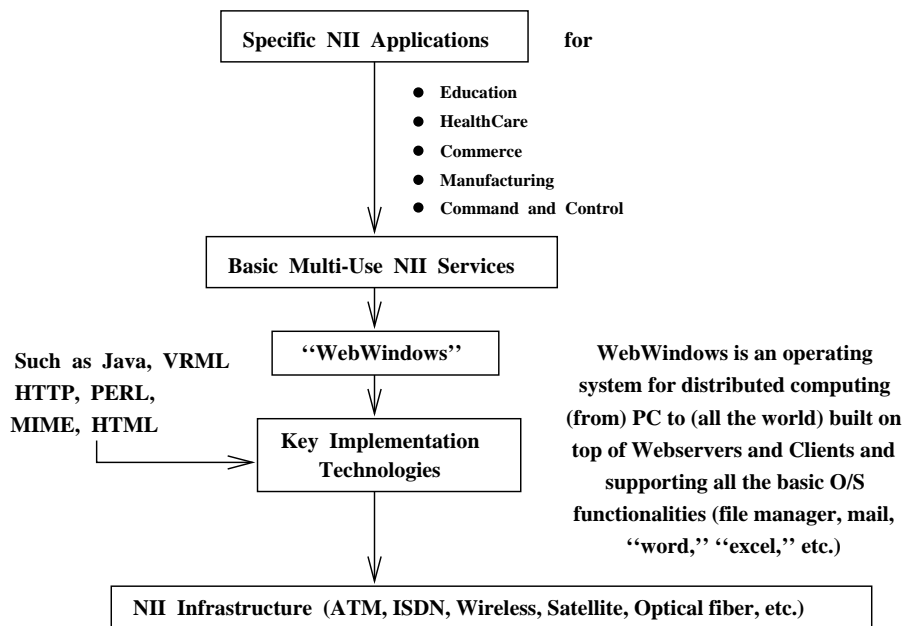 Specific NII Applications for
● Education
● HealthCare
● Commerce
● Manufacturing
● Command and Control
Basic Multi-Use NII Services
‘‘WebWindows’’
Such as Java, VRML
HTTP, PERL,
MIME, HTML
Key Implementation
Technologies
WebWindows is an operating
system for distributed computing
(from) PC to (all the world) built on
top of Webservers and Clients and
supporting all the basic O/S
functionalities (file manager, mail,
‘‘word,’’ ‘‘excel,’’ etc.)
NII Infrastructure (ATM, ISDN, Wireless, Satellite, Optical fiber, etc.)